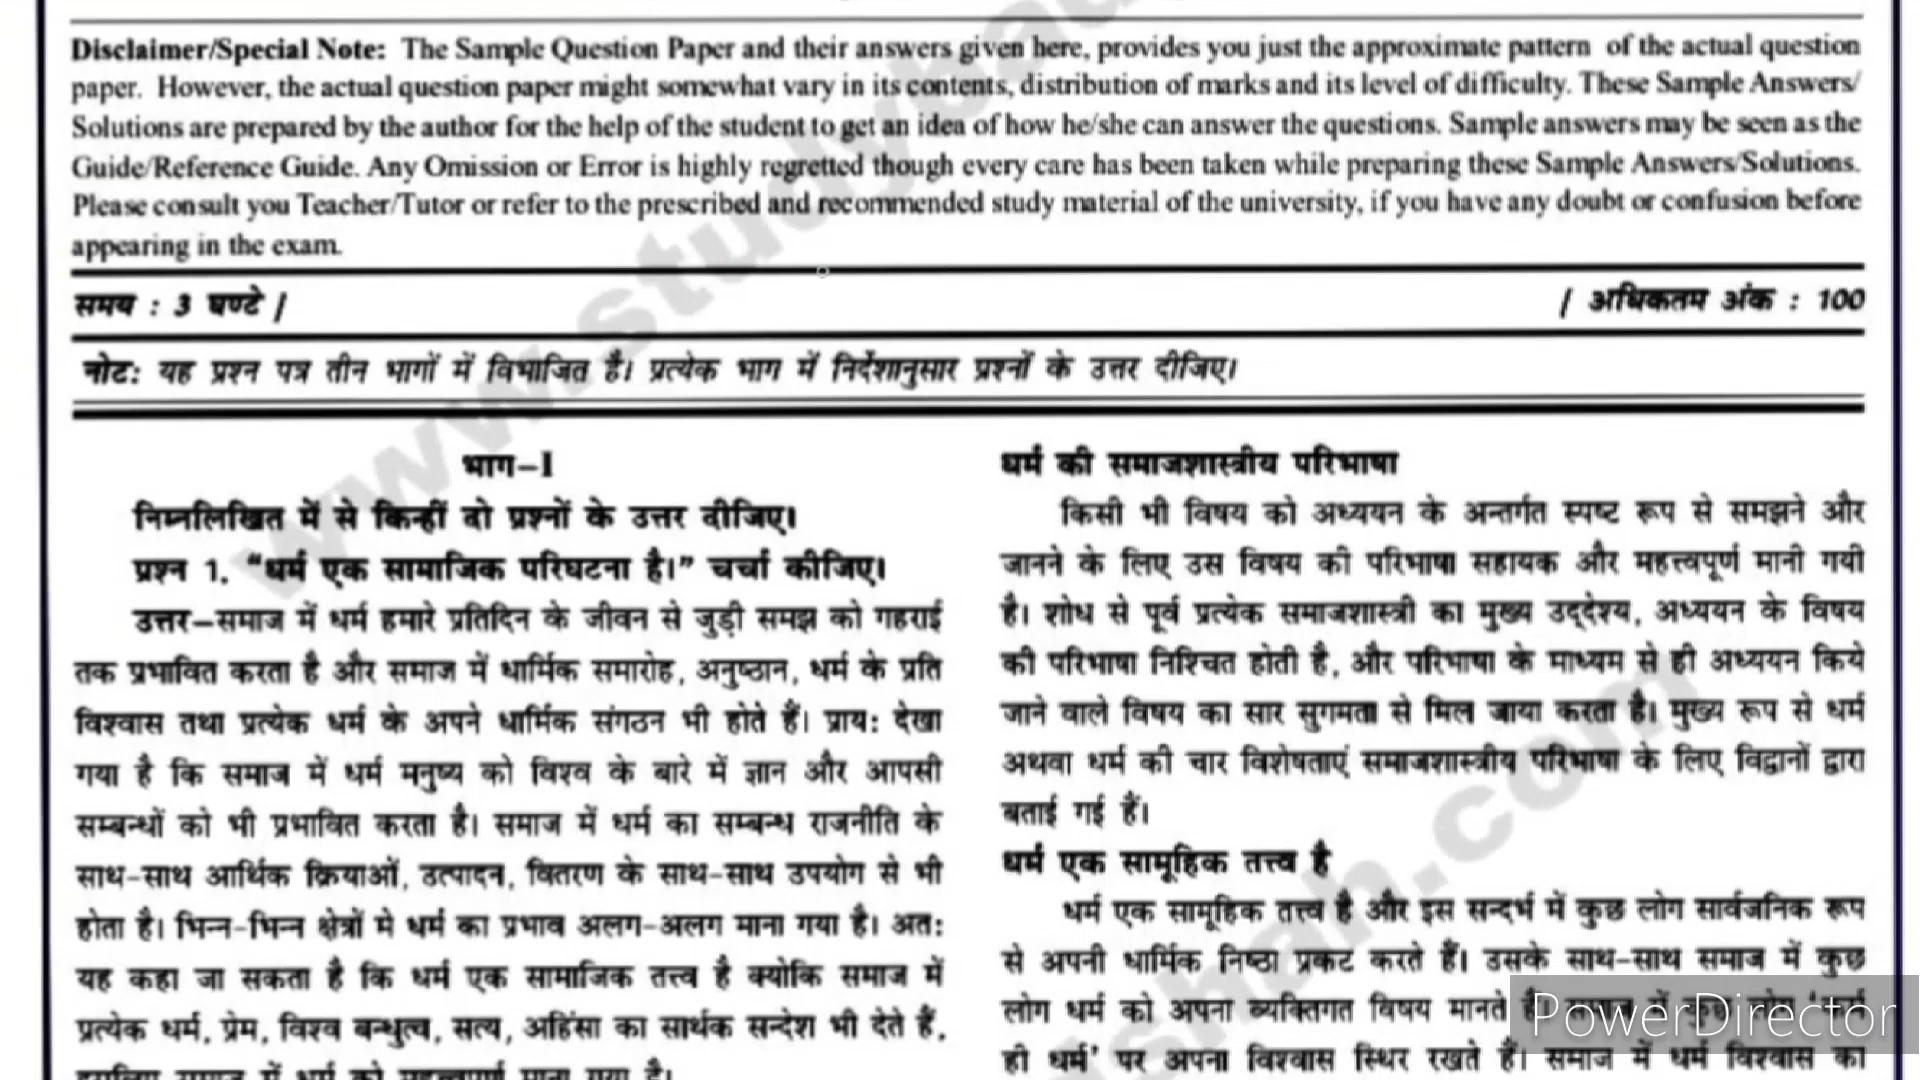 Disclaimer/Special Note: The Sample Question Paper and their answers given here, provides you just the approximate pattern of the actual question
paper. However, the actual question paper might somewhat vary in its contents, distribution of marks and its level of difficulty. These Sample Answers/
Solutions are prepared by the author for the help of the student to get an idea of how he/she can answer the questions. Sample answers may be seen as the
Guide/Reference Guide. Any Omission or Error is highly regretted though every care has been taken while preparing these Sample Answers/Solutions.
Please consult you Teacher/Tutor or refer to the prescribed and recommended study material of the university, if you have any doubt or confusion before
appearing in the exam.
समय : 3 घण्टे /
/ अधिकतम अंक : 100
नोट: यह प्रश्न पत्र तीन भागों में विभाजित है। प्रत्येक भाग में निर्देशानुसार प्रश्नों के उत्तर दीजिए।
भाग-I
निम्नलिखित में से किन्हीं दो प्रश्नों के उत्तर दीजिए।
प्रश्न 1. “धर्म एक सामाजिक परिघटना है।” चर्चा कीजिए।
उत्तर–समाज में धर्म हमारे प्रतिदिन के जीवन से जुड़ी समझ को गहराई
तक प्रभावित करता है और समाज में धार्मिक समारोह, अनुष्ठान, धर्म के प्रति
विश्वास तथा प्रत्येक धर्म के अपने धार्मिक संगठन भी होते हैं। प्राय: देखा
गया है कि समाज में धर्म मनुष्य को विश्व के बारे में ज्ञान और आपसी
सम्बन्धों को भी प्रभावित करता है। समाज में धर्म का सम्बन्ध राजनीति के
साथ-साथ आर्थिक क्रियाओं, उत्पादन, वितरण के साथ-साथ उपयोग से भी
होता है। भिन्न-भिन्न क्षेत्रों मे धर्म का प्रभाव अलग-अलग माना गया है। अत:
यह कहा जा सकता है कि धर्म एक सामाजिक तत्त्व है क्योकि समाज में
प्रत्येक धर्म, प्रेम, विश्व बन्धुत्व, सत्य, अहिंसा का सार्थक सन्देश भी देते हैं,
इसलिए समाज में धर्म को महत्त्वपूर्ण माना गया है।
धर्म की समाजशास्त्रीय परिभाषा
किसी भी विषय को अध्ययन के अन्तर्गत स्पष्ट रूप से समझने और
जानने के लिए उस विषय की परिभाषा सहायक और महत्त्वपूर्ण मानी गयी
है। शोध से पूर्व प्रत्येक समाजशास्त्री का मुख्य उद्देश्य, अध्ययन के विषय
की परिभाषा निश्चित होती है, और परिभाषा के माध्यम से ही अध्ययन किये
जाने वाले विषय का सार सुगमता से मिल जाया करता है। मुख्य रूप से धर्म
अथवा धर्म की चार विशेषताएं समाजशास्त्रीय परिभाषा के लिए विद्वानों द्वारा
बताई गई हैं।
धर्म एक सामूहिक तत्त्व है
धर्म एक सामूहिक तत्त्व है और इस सन्दर्भ में कुछ लोग सार्वजनिक रूप
से अपनी धार्मिक निष्ठा प्रकट करते हैं। उसके साथ-साथ समाज में कुछ
लोग धर्म को अपना व्यक्तिगत विषय मानते
ही धर्म' पर अपना विश्वास स्थिर रखते हैं। समाज में धर्म विश्वास का
PowerDirector